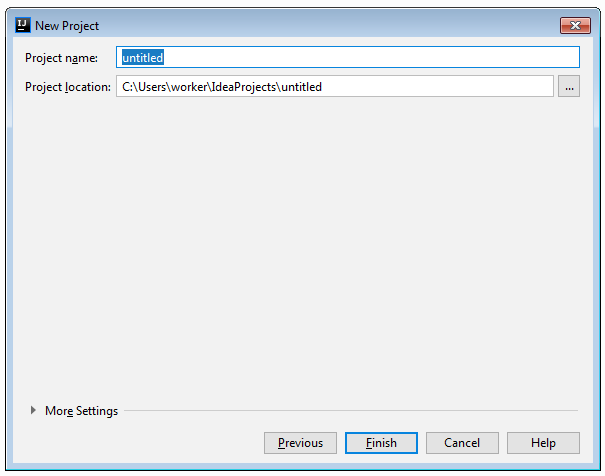 IJ New Project
Project name: untitled
Project location: C:\Users\worker\IdeaProjects\untitled ...
More Settings
Previous Finish Cancel Help